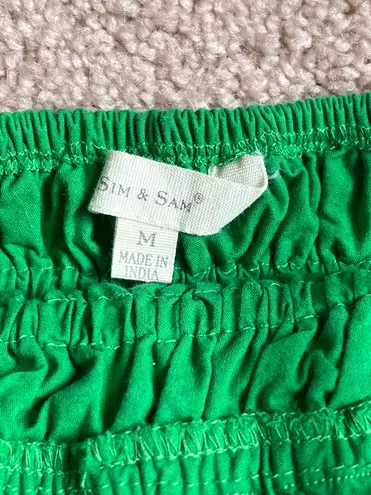 SIM & SAM®
M
MADE IN
INDIA